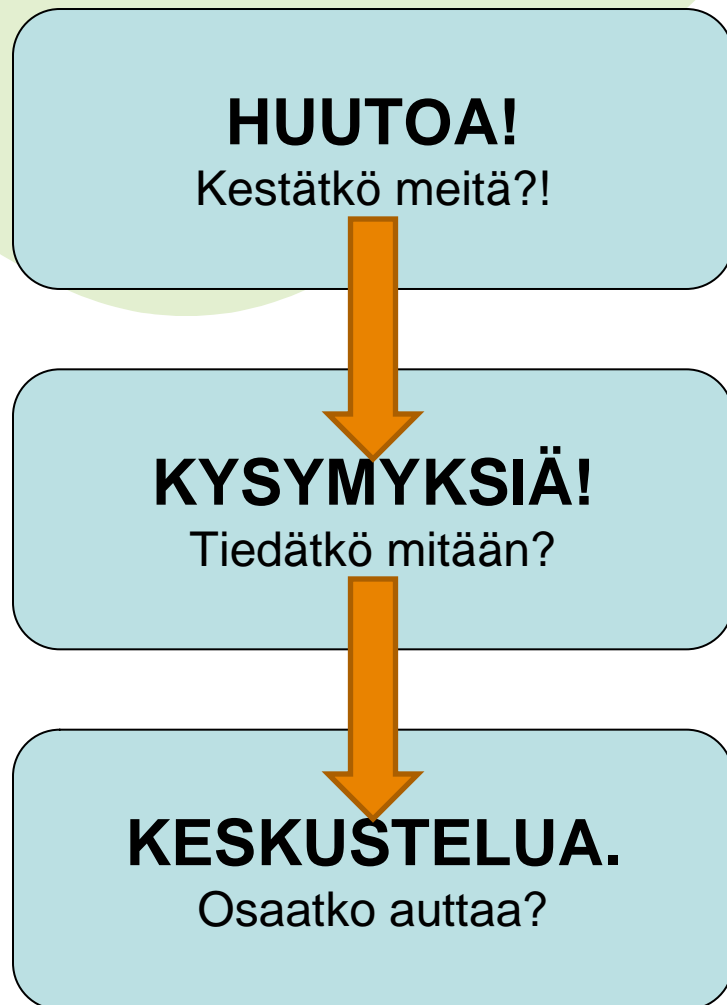 HUUTOA!
Kestätkö meitä?!
KYSYMYKSIÄ!
Tiedätkö mitään?
KESKUSTELUA.
Osaatko auttaa?